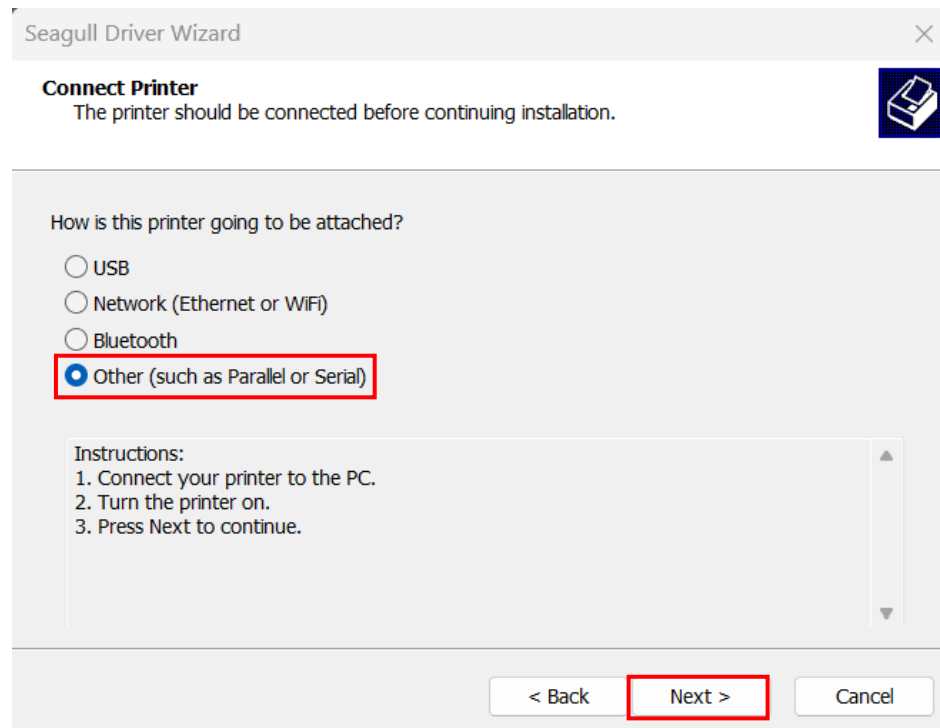 Seagull Driver Wizard
Connect Printer
The printer should be connected before continuing installation.
How is this printer going to be attached?
USB
Network (Ethernet or WiFi)
Bluetooth
Other (such as Parallel or Serial)
Instructions:
1. Connect your printer to the PC.
2. Turn the printer on.
3. Press Next to continue.
< Back Next > Cancel